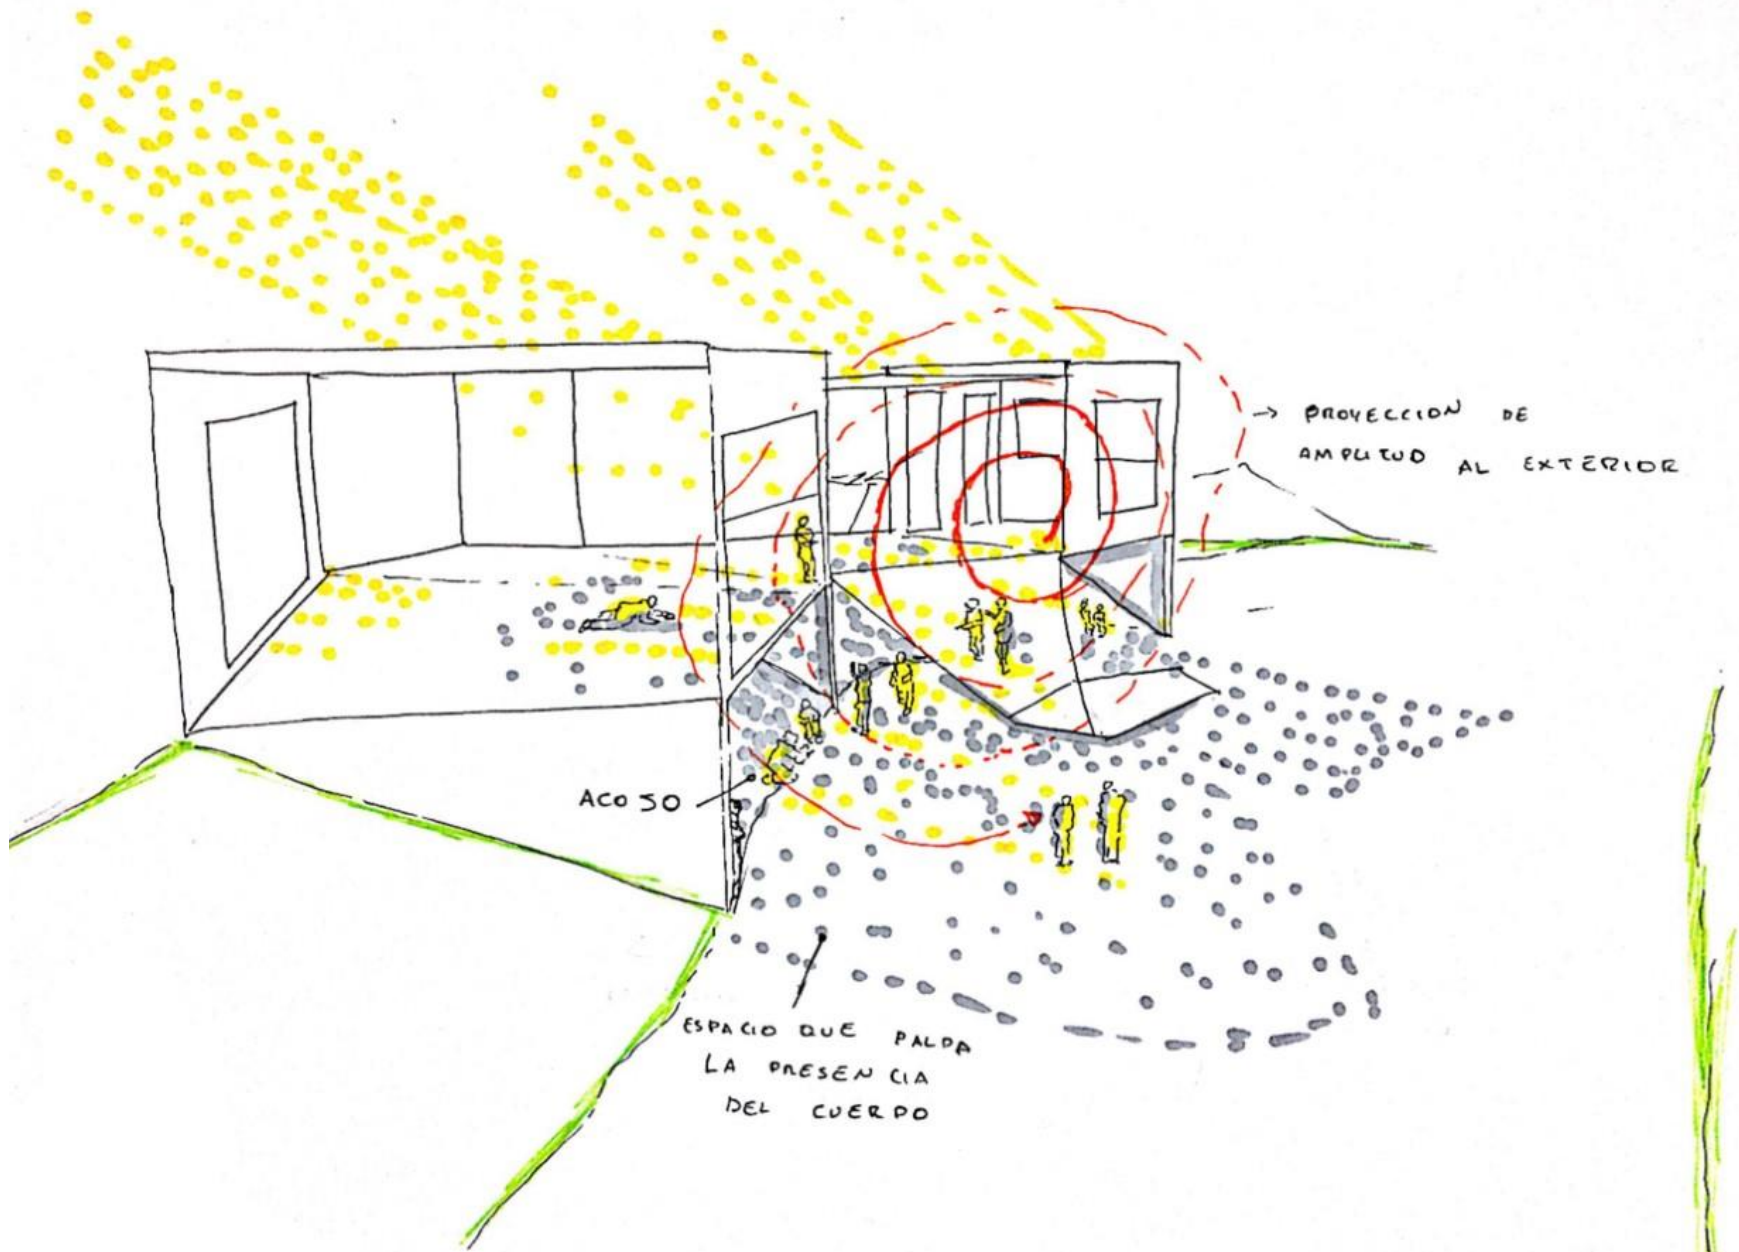 PROYECCION DE
AMPLITUD AL EXTERIOR
ACOSO
ESPACIO QUE PALPA
LA PRESENCIA
DEL CUERPO